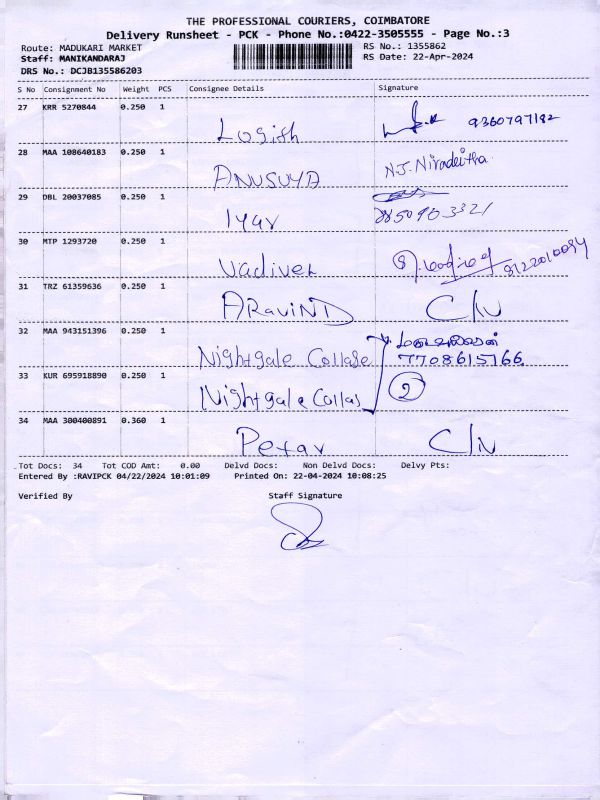 THE PROFESSIONAL COURIERS, COIMBATORE
Delivery Runsheet - PCK - Phone No.:0422-3505555 - Page No.:3
Route: MADUKARI MARKET RS No.: 1355862
Staff: MANIKANDARAJ RS Date: 22-Apr-2024
DRS No.: DCJB135586203
S No Consignment No Weight PCS Consignee Details Signature
27 KRR 5270844 0.250 1
Logith 9360797182
28 MAA 108640183 0.250 1
ANUSUYA N.J. Niradeitha
29 DBL 20037085 0.250 1
Iyar 8850903321
30 MTP 1293720 0.250 1
Vadivel 8122010094
31 TRZ 61359636 0.250 1
ARavinD C/N
32 MAA 943151396 0.250 1
Nightgale Collage 7708615766
33 KUR 695918890 0.250 1
Nightgale Collas 2
34 MAA 300400891 0.360 1
Petar C/N
Tot Docs: 34 Tot COD Amt: 0.00 Delvd Docs: Non Delvd Docs: Delvy Pts:
Entered By :RAVIPCK 04/22/2024 10:01:09 Printed On: 22-04-2024 10:08:25
Verified By Staff Signature